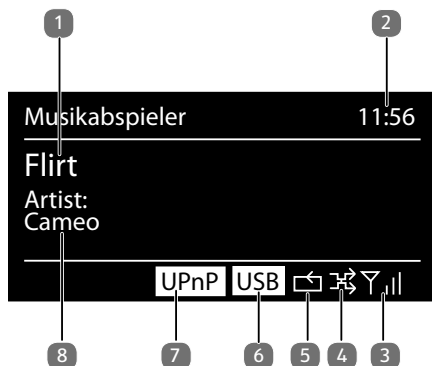 1 2
Musikabspieler 11:56
Flirt
Artist:
Cameo
UPnP USB
8 7 6 5 4 3